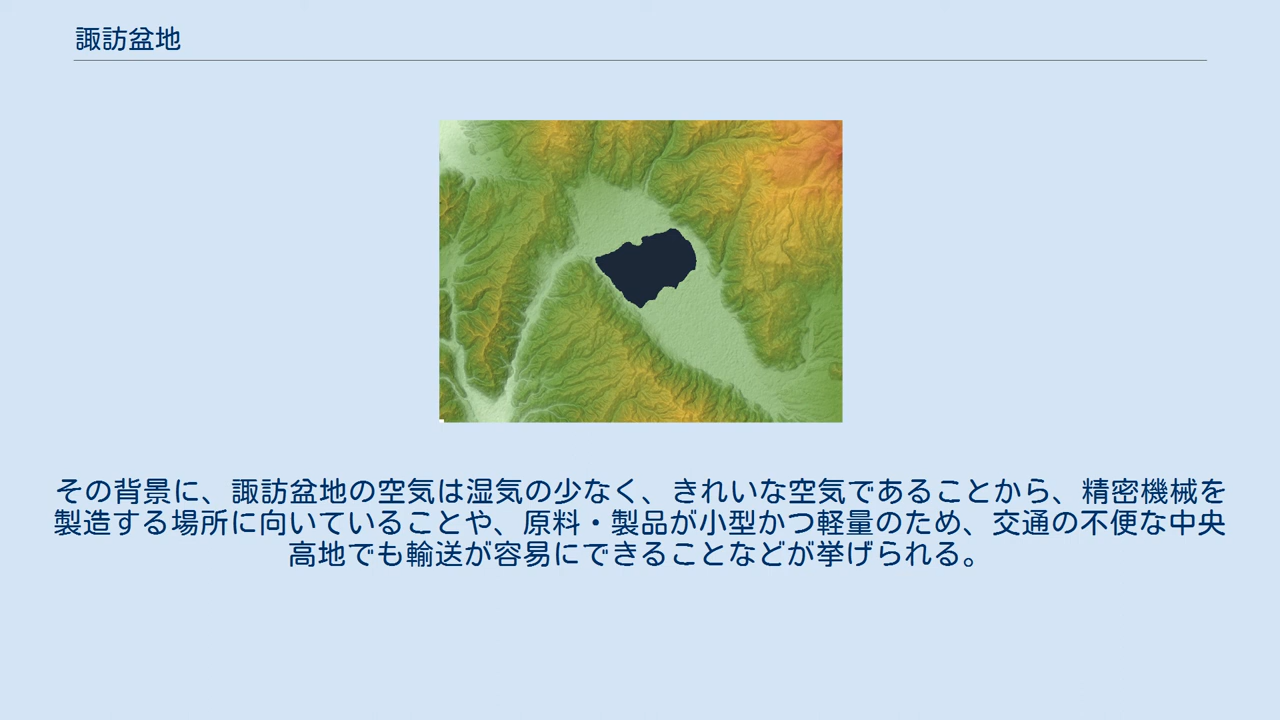 諏訪盆地
その背景に、諏訪盆地の空気は湿気の少なく、きれいな空気であることから、精密機械を
製造する場所に向いていることや、原料・製品が小型かつ軽量のため、交通の不便な中央
高地でも輸送が容易にできることなどが挙げられる。